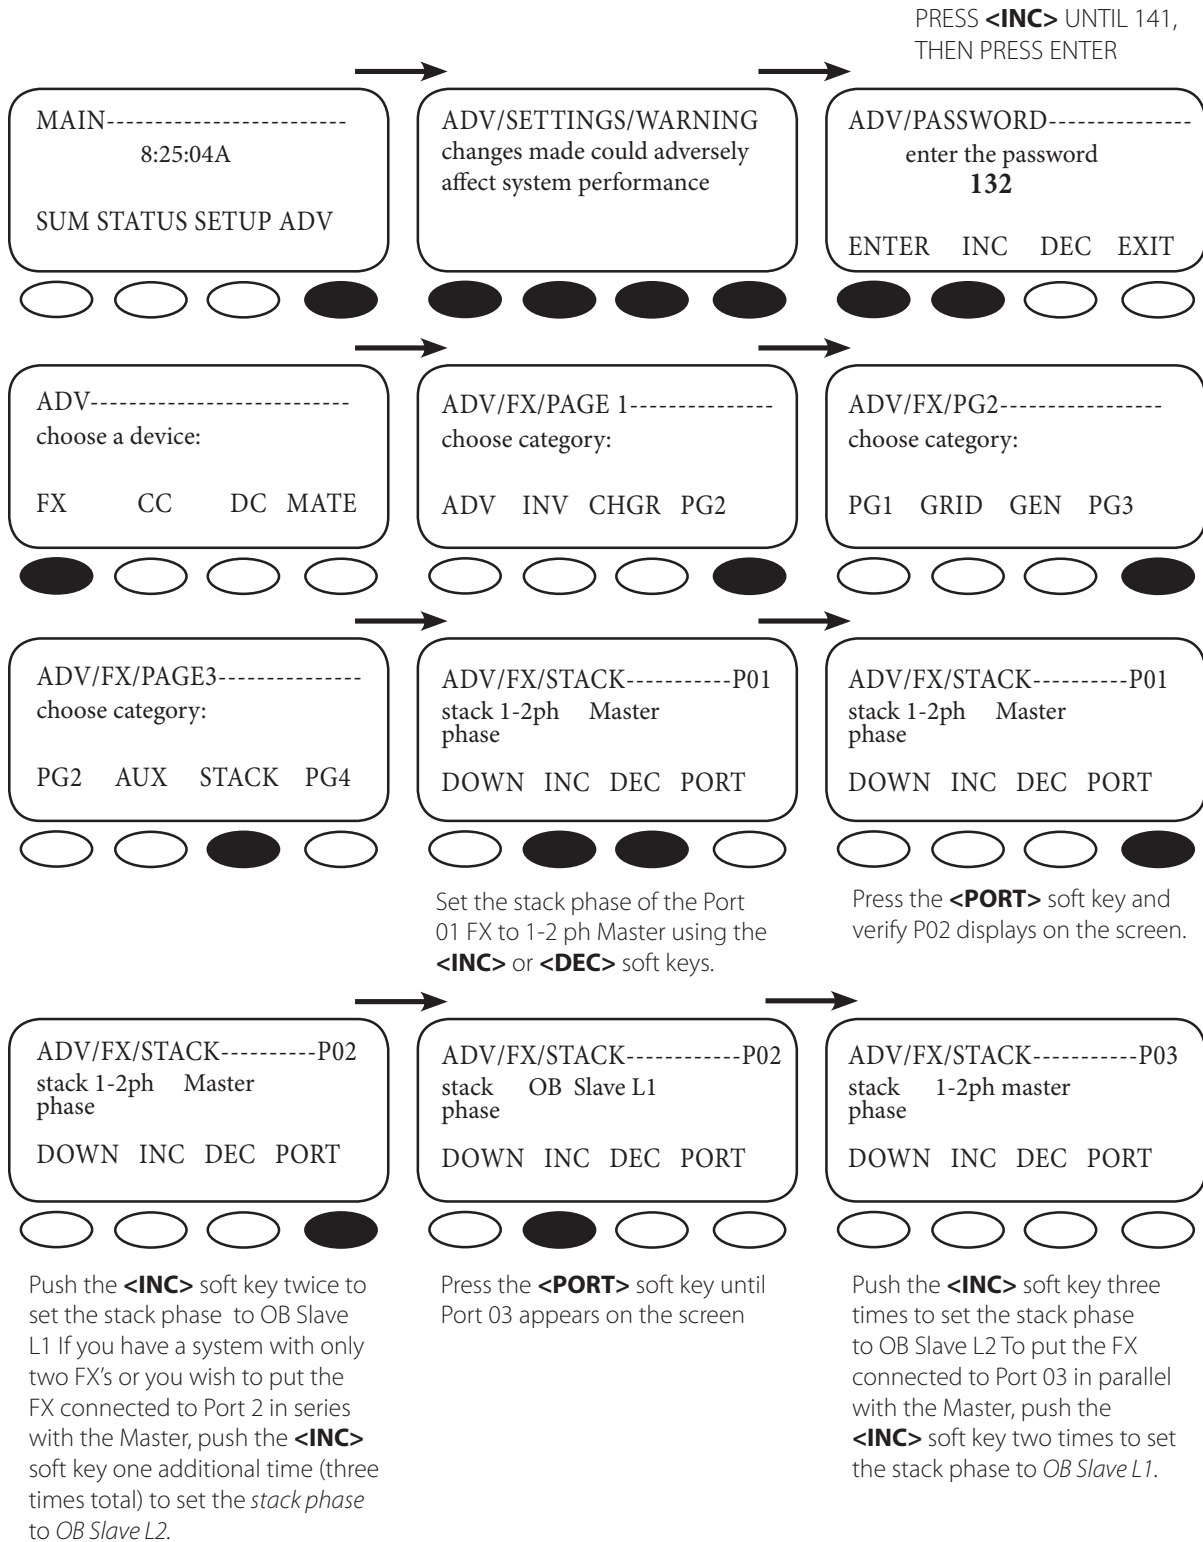 PRESS <INC> UNTIL 141,
THEN PRESS ENTER
MAIN-------------------------
8:25:04A
SUM STATUS SETUP ADV
ADV/SETTINGS/WARNING
changes made could adversely
affect system performance
ADV/PASSWORD---------------
enter the password
132
ENTER INC DEC EXIT
ADV---------------------------
choose a device:
FX CC DC MATE
ADV/FX/PAGE 1---------------
choose category:
ADV INV CHGR PG2
ADV/FX/PG2-----------------
choose category:
PG1 GRID GEN PG3
ADV/FX/PAGE3---------------
choose category:
PG2 AUX STACK PG4
ADV/FX/STACK-----------P01
stack 1-2ph Master
phase
DOWN INC DEC PORT
Set the stack phase of the Port
01 FX to 1-2 ph Master using the
<INC> or <DEC> soft keys.
ADV/FX/STACK----------P01
stack 1-2ph Master
phase
DOWN INC DEC PORT
Press the <PORT> soft key and
verify P02 displays on the screen.
ADV/FX/STACK----------P02
stack 1-2ph Master
phase
DOWN INC DEC PORT
Push the <INC> soft key twice to
set the stack phase to OB Slave
L1 If you have a system with only
two FX's or you wish to put the
FX connected to Port 2 in series
with the Master, push the <INC>
soft key one additional time (three
times total) to set the stack phase
to OB Slave L2.
ADV/FX/STACK------------P02
stack OB Slave L1
phase
DOWN INC DEC PORT
Press the <PORT> soft key until
Port 03 appears on the screen
ADV/FX/STACK-----------P03
stack 1-2ph master
phase
DOWN INC DEC PORT
Push the <INC> soft key three
times to set the stack phase
to OB Slave L2 To put the FX
connected to Port 03 in parallel
with the Master, push the
<INC> soft key two times to set
the stack phase to OB Slave L1.